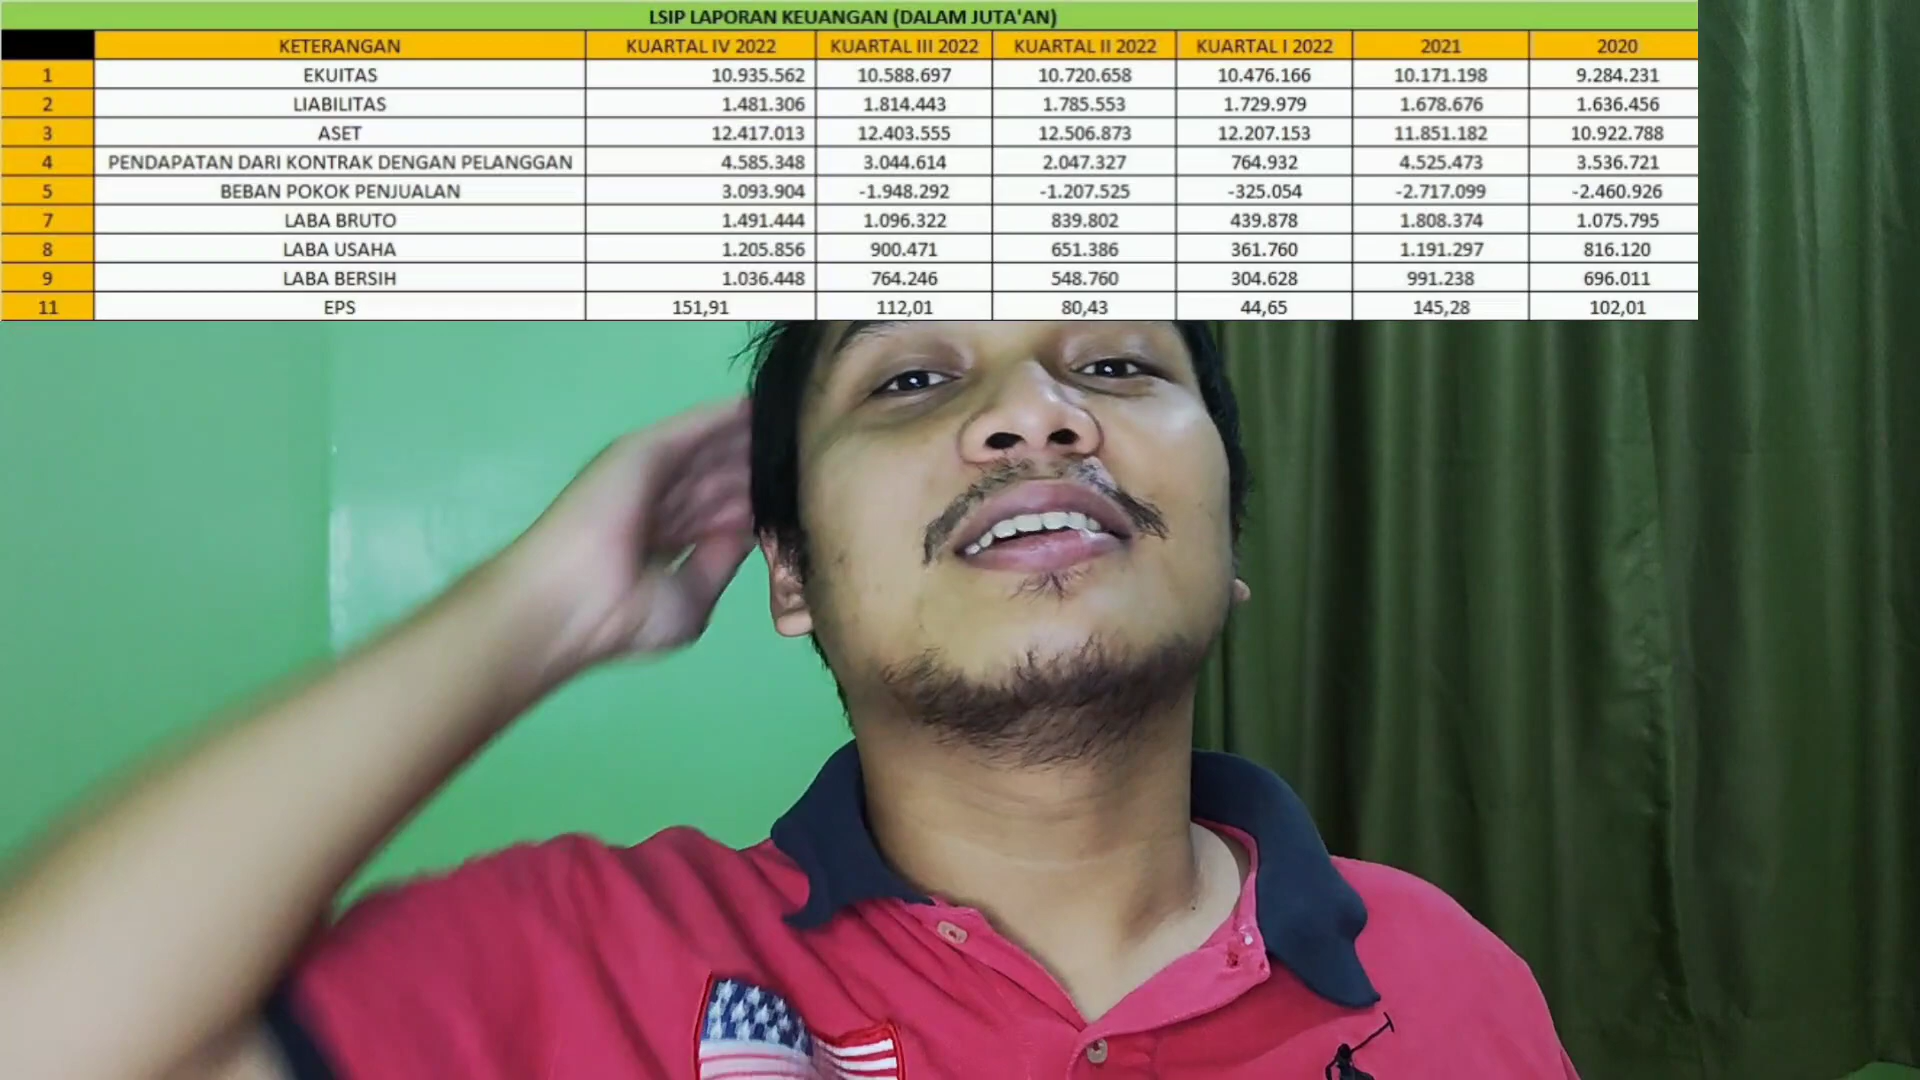 LSIP LAPORAN KEUANGAN (DALAM JUTA'AN)
KETERANGAN KUARTAL IV 2022 KUARTAL III 2022 KUARTAL II 2022 KUARTAL I 2022 2021 2020
1 EKUITAS 10.935.562 10.588.697 10.720.658 10.476.166 10.171.198 9.284.231
2 LIABILITAS 1.481.306 1.814.443 1.785.553 1.729.979 1.678.676 1.636.456
3 ASET 12.417.013 12.403.555 12.506.873 12.207.153 11.851.182 10.922.788
4 PENDAPATAN DARI KONTRAK DENGAN PELANGGAN 4.585.348 3.044.614 2.047.327 764.932 4.525.473 3.536.721
5 BEBAN POKOK PENJUALAN 3.093.904 -1.948.292 -1.207.525 -325.054 -2.717.099 -2.460.926
7 LABA BRUTO 1.491.444 1.096.322 839.802 439.878 1.808.374 1.075.795
8 LABA USAHA 1.205.856 900.471 651.386 361.760 1.191.297 816.120
9 LABA BERSIH 1.036.448 764.246 548.760 304.628 991.238 696.011
11 EPS 151,91 112,01 80,43 44,65 145,28 102,01